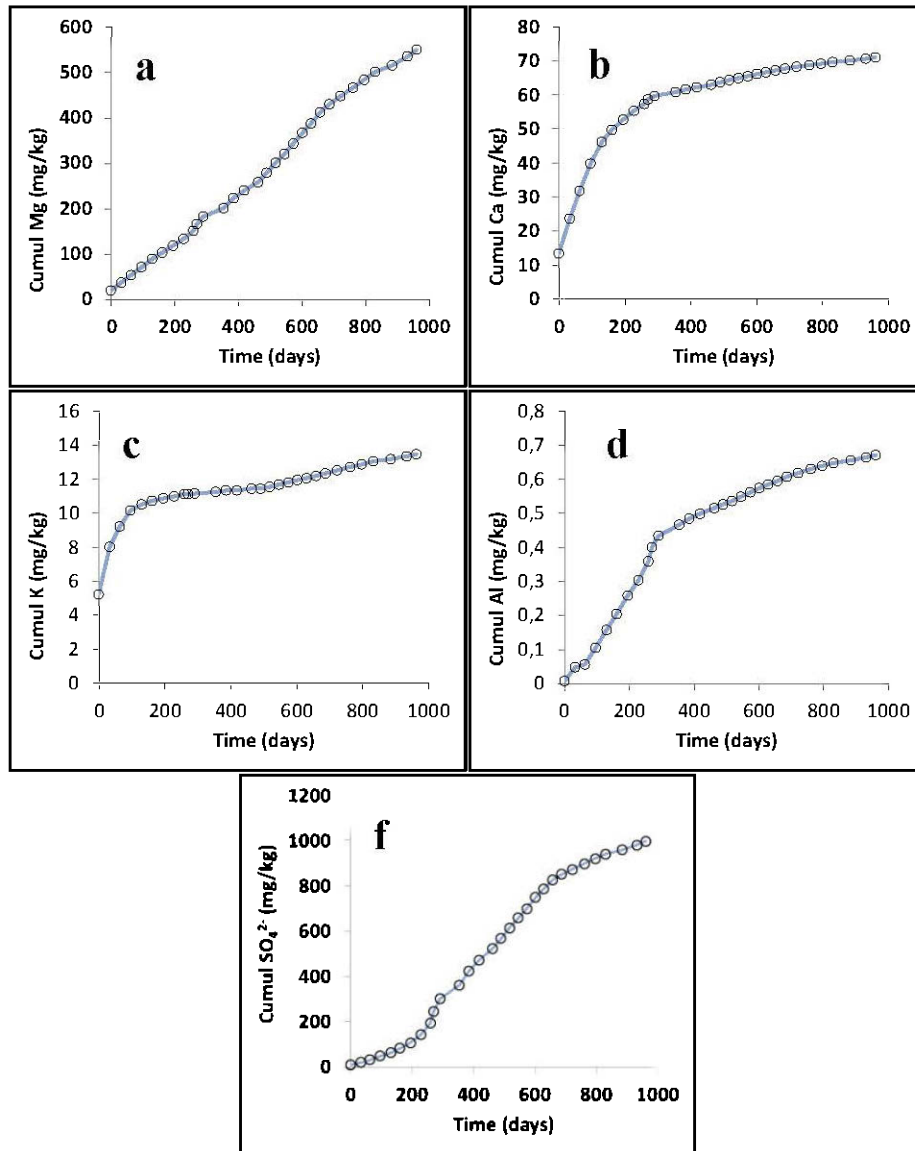 a
Cumul Mg (mg/kg)
600
500
400
300
200
100
0
0 200 400 600 800 1000
Time (days)
b
Cumul Ca (mg/kg)
80
70
60
50
40
30
20
10
0
0 200 400 600 800 1000
Time (days)
c
Cumul K (mg/kg)
16
14
12
10
8
6
4
2
0
0 200 400 600 800 1000
Time (days)
d
Cumul Al (mg/kg)
0,8
0,7
0,6
0,5
0,4
0,3
0,2
0,1
0
0 200 400 600 800 1000
Time (days)
f
Cumul SO₄²⁻ (mg/kg)
1200
1000
800
600
400
200
0
0 200 400 600 800 1000
Time (days)